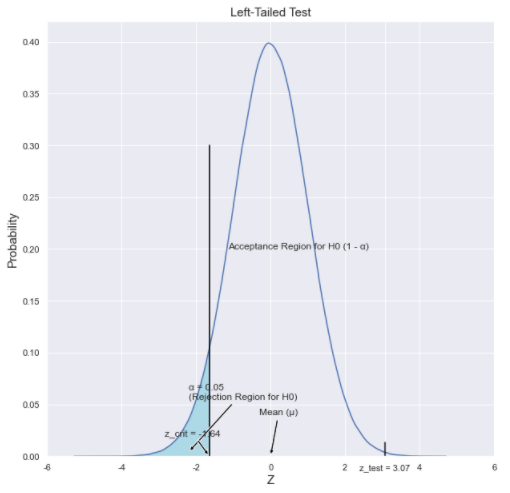 Left-Tailed Test
0.40
0.35
0.30
0.25
0.20
0.15
0.10
0.05
0.00
Probability
Acceptance Region for H0 (1 - α)
α = 0.05
(Rejection Region for H0)
Mean (μ)
z_crit = -1.64
-6
-4
-2
0
2
4
6
z_test = 3.07
Z